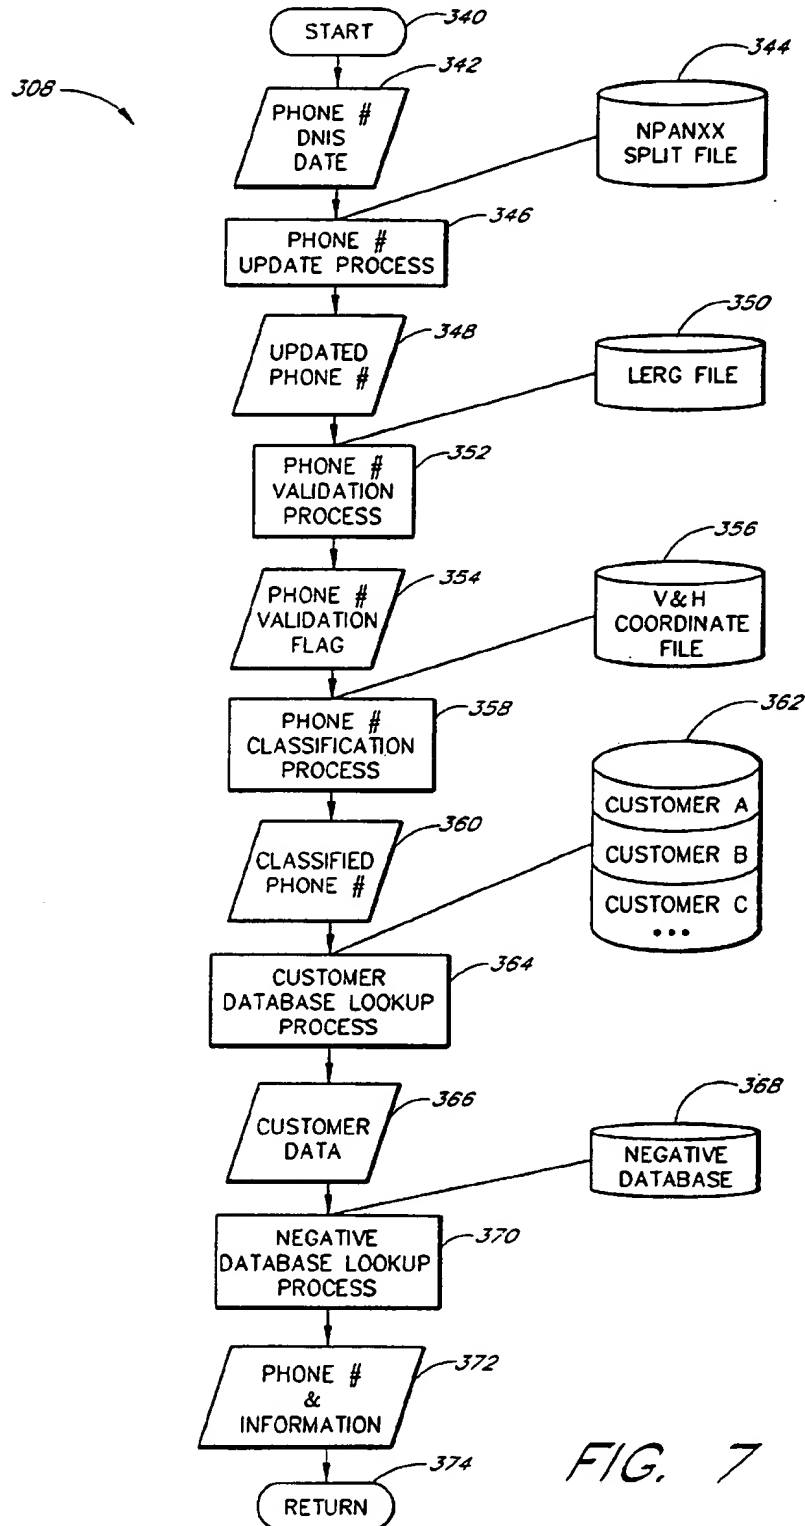 START
340
308
342
344
PHONE #
DNIS
DATE
NPANXX
SPLIT FILE
346
PHONE #
UPDATE PROCESS
348
350
UPDATED
PHONE #
LERG FILE
352
PHONE #
VALIDATION
PROCESS
354
356
PHONE #
VALIDATION
FLAG
V&H
COORDINATE
FILE
358
362
PHONE #
CLASSIFICATION
PROCESS
360
CUSTOMER A
CUSTOMER B
CUSTOMER C
•••
CLASSIFIED
PHONE #
364
CUSTOMER
DATABASE LOOKUP
PROCESS
366
368
CUSTOMER
DATA
NEGATIVE
DATABASE
370
NEGATIVE
DATABASE LOOKUP
PROCESS
372
PHONE #
&
INFORMATION
374
RETURN
FIG. 7